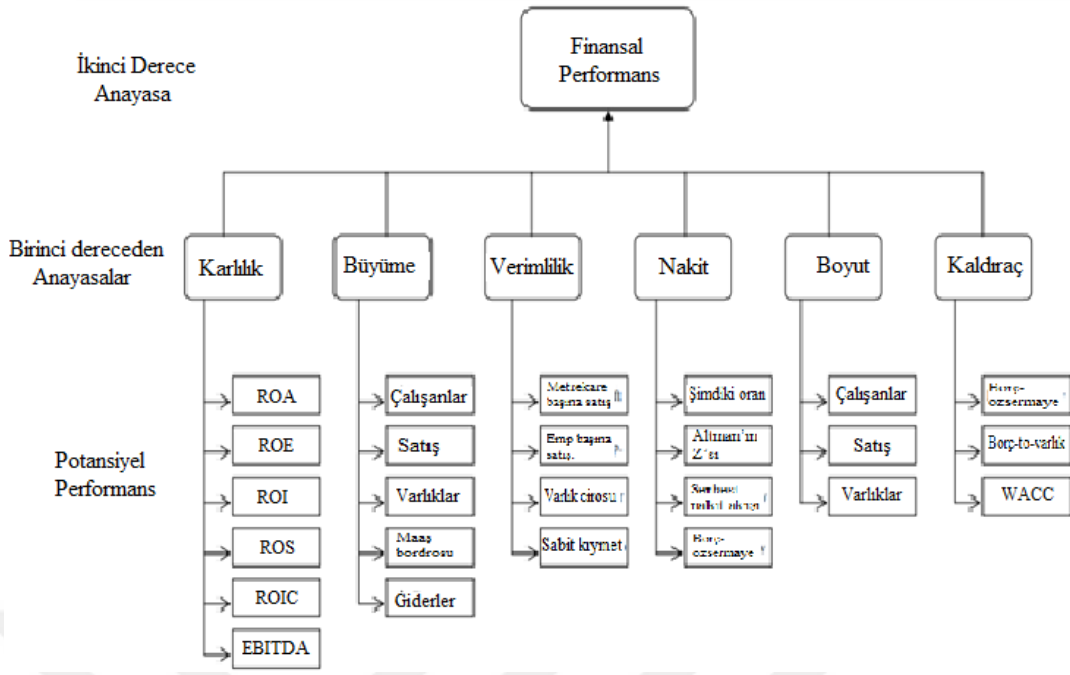 Finansal
Performans
İkinci Derece
Anayasa
Birinci dereceden
Anayasalar
Karlılık
Büyüme
Verimlilik
Nakit
Boyut
Kaldıraç
Potansiyel
Performans
ROA
ROE
ROI
ROS
ROIC
EBITDA
Çalışanlar
Satış
Varlıklar
Maaş
bordrosu
Giderler
Metrekare
başına satış
Emp başına
satış.
Varlık cirosu
Sabit kıymet
Şimdiki oran
Altman'ın
Z'si
Serbest
nakit akışı
Borç-
özsermaye
Çalışanlar
Satış
Varlıklar
Borç-
özsermaye
Borç-to-varlık
WACC